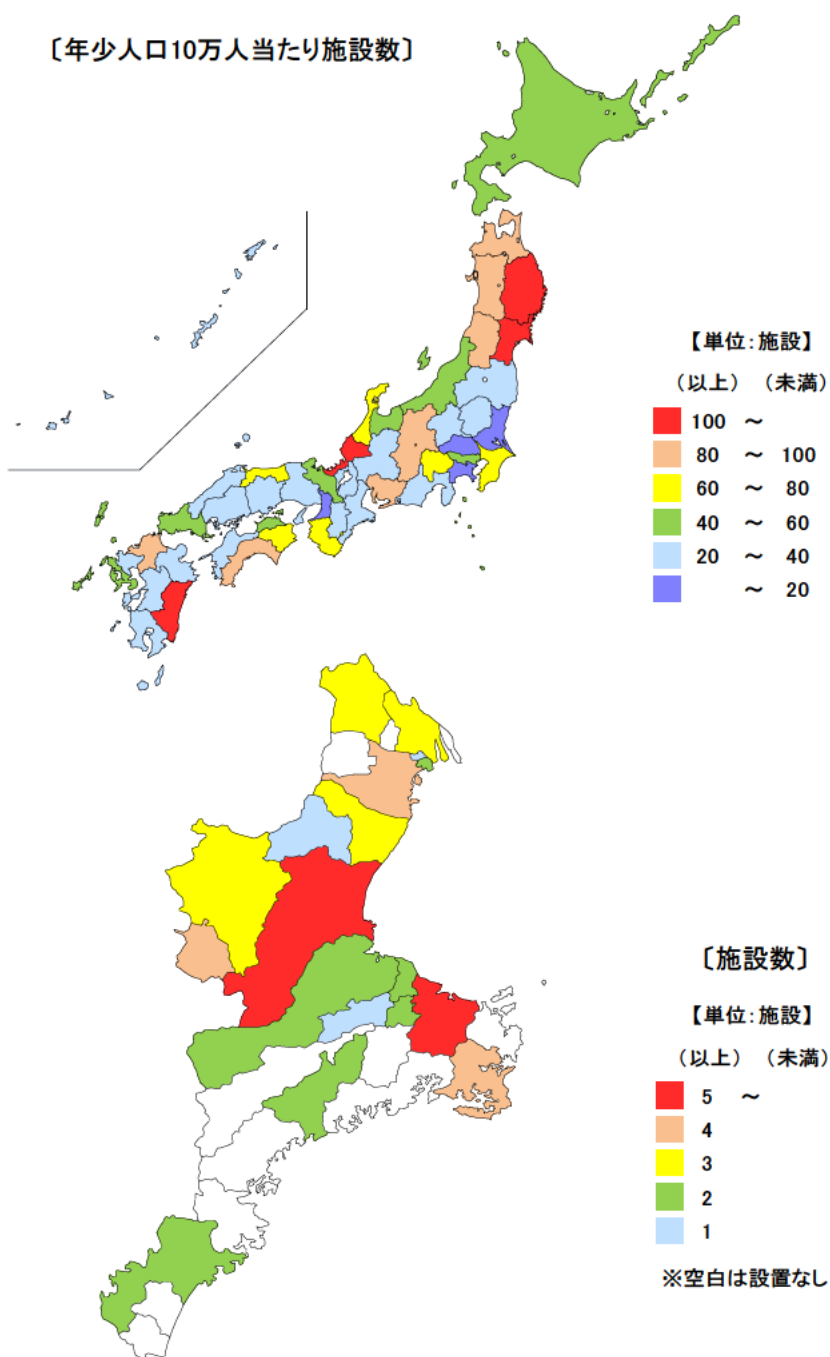 〔年少人口10万人当たり施設数〕
【単位:施設】
（以上） （未満）
100 ～
80 ～ 100
60 ～ 80
40 ～ 60
20 ～ 40
～ 20
〔施設数〕
【単位:施設】
（以上） （未満）
5 ～
4
3
2
1
※空白は設置なし